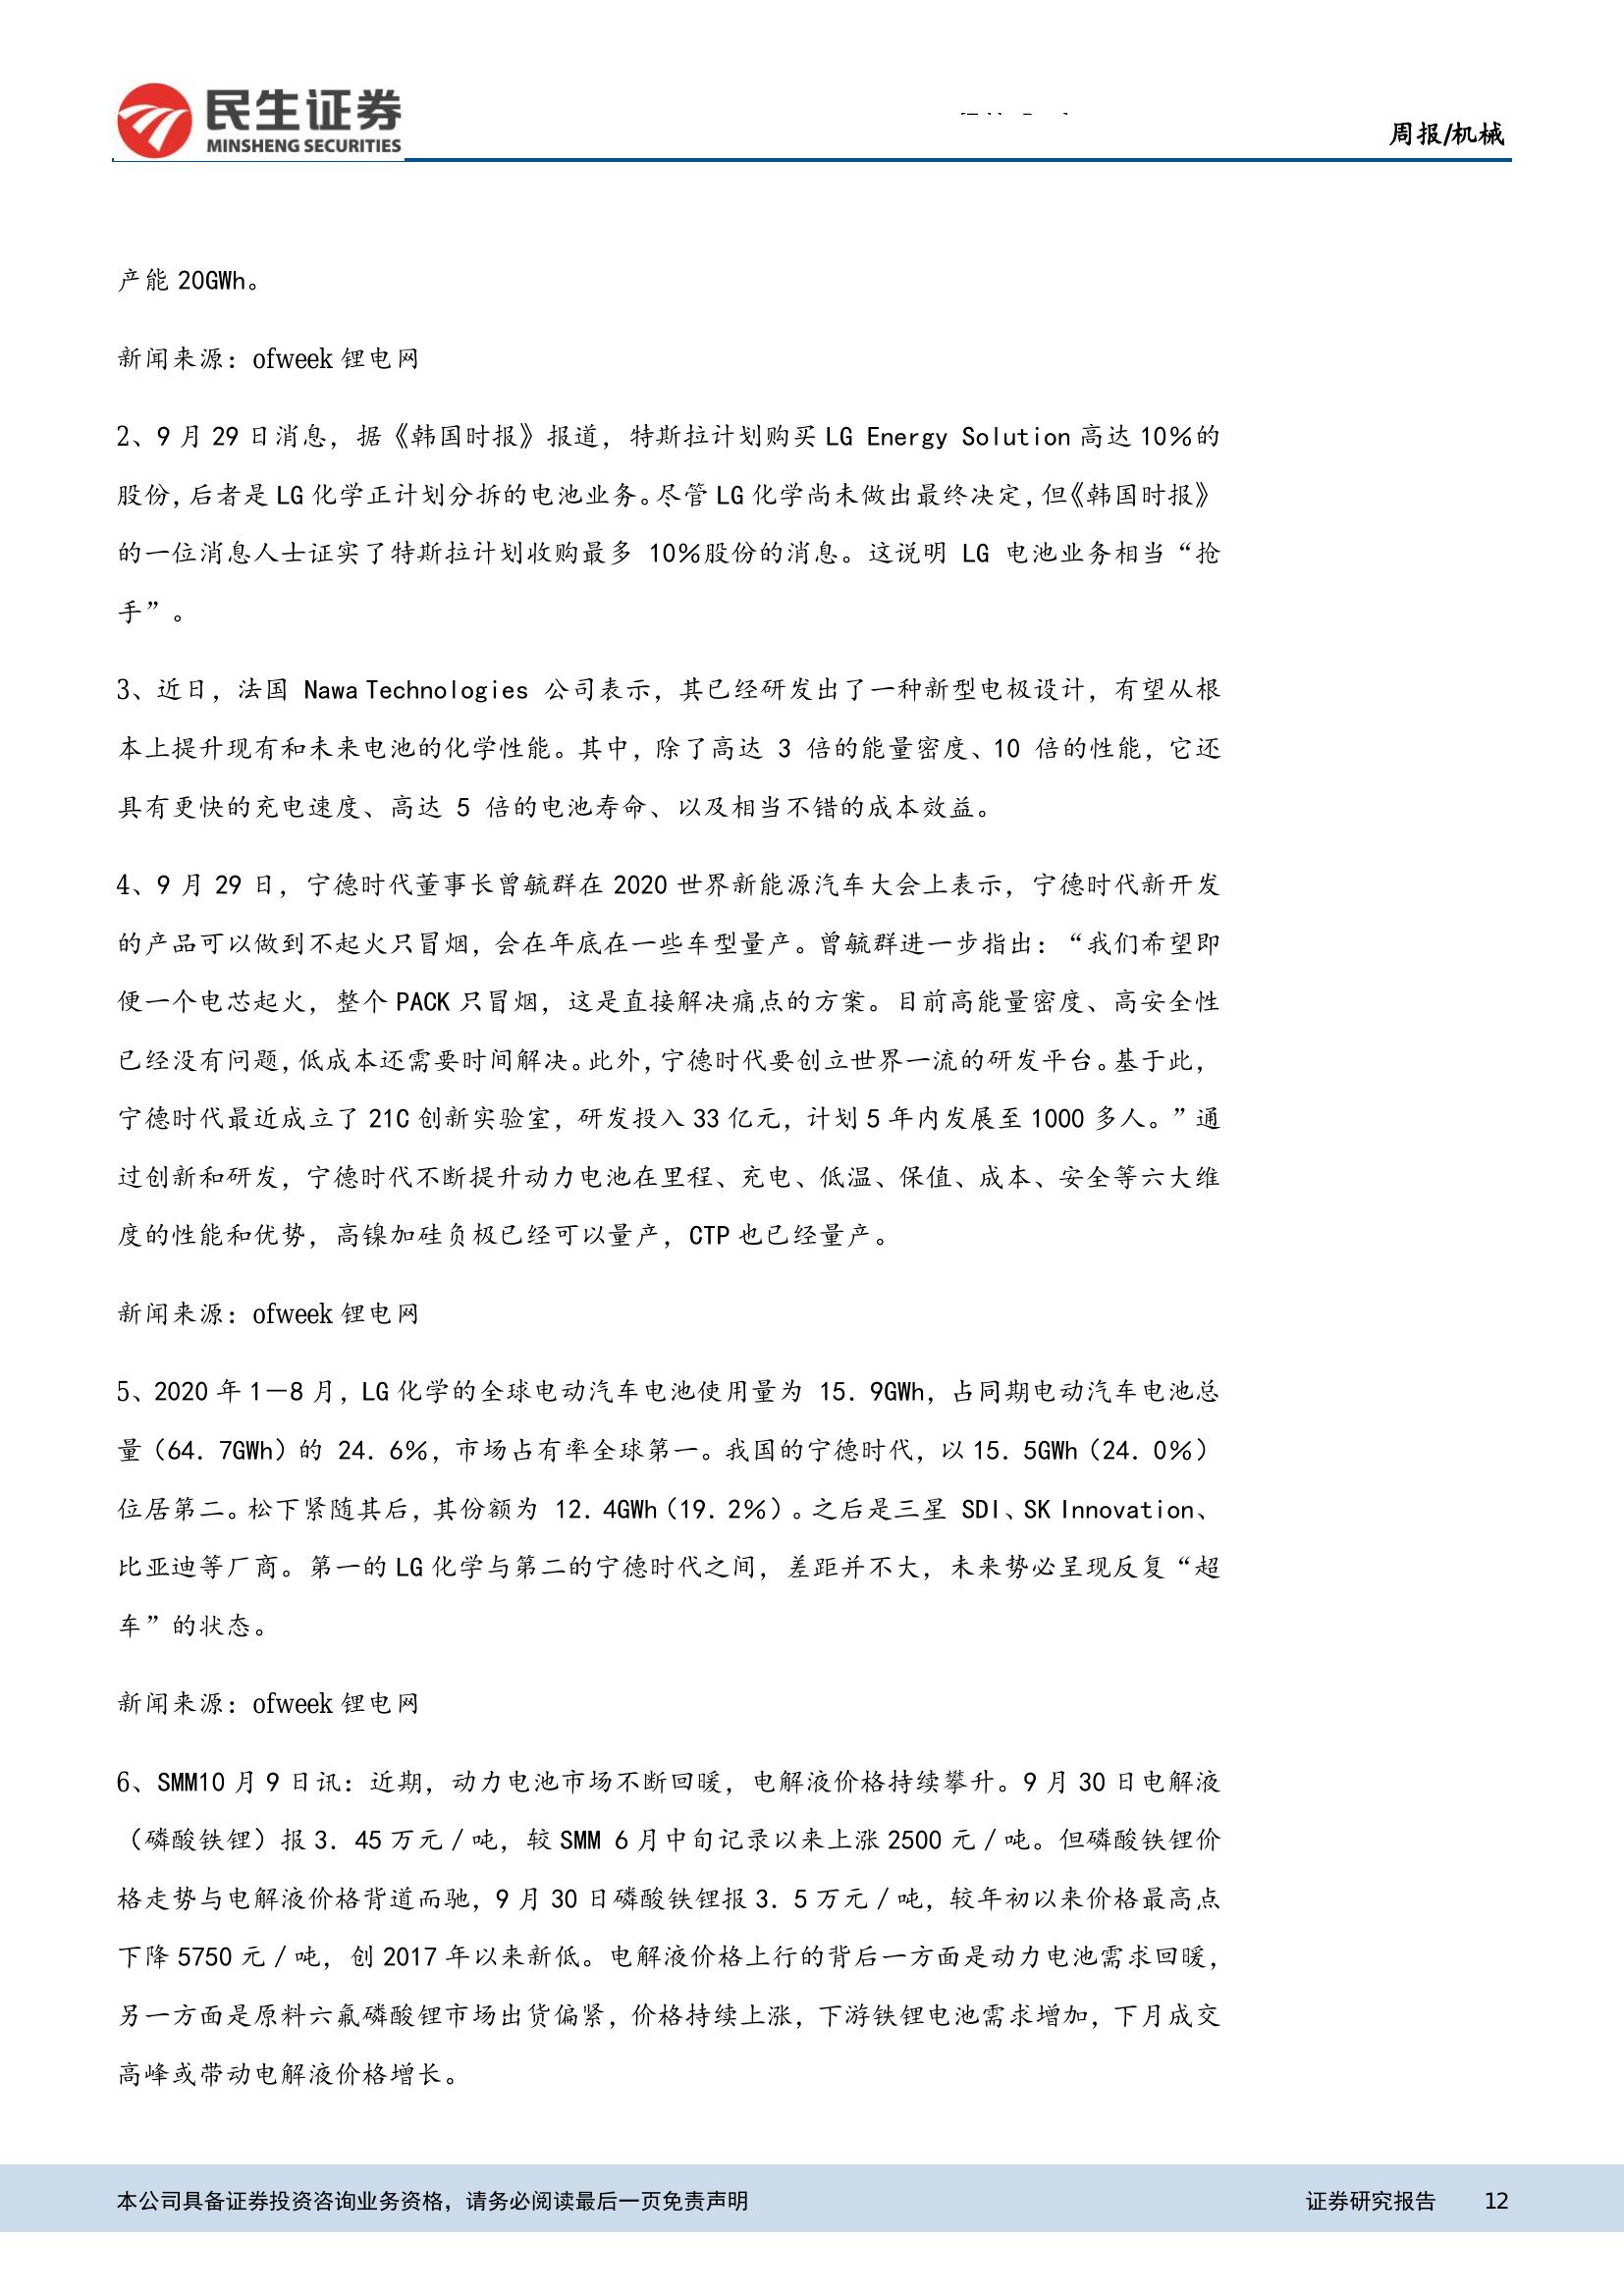 民生证券
MINSHENG SECURITIES
周报/机械
产能 20GWh。
新闻来源：ofweek 锂电网
2、9 月 29 日消息，据《韩国时报》报道，特斯拉计划购买 LG Energy Solution 高达 10%的
股份，后者是 LG 化学正计划分拆的电池业务。尽管 LG 化学尚未做出最终决定，但《韩国时报》
的一位消息人士证实了特斯拉计划收购最多 10%股份的消息。这说明 LG 电池业务相当“抢
手”。
3、近日，法国 Nawa Technologies 公司表示，其已经研发出了一种新型电极设计，有望从根
本上提升现有和未来电池的化学性能。其中，除了高达 3 倍的能量密度、10 倍的性能，它还
具有更快的充电速度、高达 5 倍的电池寿命、以及相当不错的成本效益。
4、9 月 29 日，宁德时代董事长曾毓群在 2020 世界新能源汽车大会上表示，宁德时代新开发
的产品可以做到不起火只冒烟，会在年底在一些车型量产。曾毓群进一步指出：“我们希望即
便一个电芯起火，整个 PACK 只冒烟，这是直接解决痛点的方案。目前高能量密度、高安全性
已经没有问题，低成本还需要时间解决。此外，宁德时代要创立世界一流的研发平台。基于此，
宁德时代最近成立了 21C 创新实验室，研发投入 33 亿元，计划 5 年内发展至 1000 多人。”通
过创新和研发，宁德时代不断提升动力电池在里程、充电、低温、保值、成本、安全等六大维
度的性能和优势，高镍加硅负极已经可以量产，CTP 也已经量产。
新闻来源：ofweek 锂电网
5、2020 年 1－8 月，LG 化学的全球电动汽车电池使用量为 15．9GWh，占同期电动汽车电池总
量（64．7GWh）的 24．6%，市场占有率全球第一。我国的宁德时代，以 15．5GWh（24．0%）
位居第二。松下紧随其后，其份额为 12．4GWh（19．2%）。之后是三星 SDI、SK Innovation、
比亚迪等厂商。第一的 LG 化学与第二的宁德时代之间，差距并不大，未来势必呈现反复“超
车”的状态。
新闻来源：ofweek 锂电网
6、SMM10 月 9 日讯：近期，动力电池市场不断回暖，电解液价格持续攀升。9 月 30 日电解液
（磷酸铁锂）报 3．45 万元／吨，较 SMM 6 月中旬记录以来上涨 2500 元／吨。但磷酸铁锂价
格走势与电解液价格背道而驰，9 月 30 日磷酸铁锂报 3．5 万元／吨，较年初以来价格最高点
下降 5750 元／吨，创 2017 年以来新低。电解液价格上行的背后一方面是动力电池需求回暖，
另一方面是原料六氟磷酸锂市场出货偏紧，价格持续上涨，下游铁锂电池需求增加，下月成交
高峰或带动电解液价格增长。
本公司具备证券投资咨询业务资格，请务必阅读最后一页免责声明 证券研究报告 12